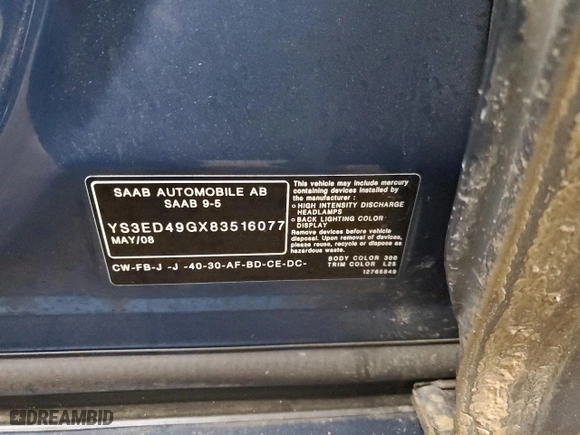 SAAB AUTOMOBILE AB
SAAB 9-5
YS3ED49GX83516077
MAY/08
This vehicle may include mercury
containing devices installed by
the manufacturer :
○ HIGH INTENSITY DISCHARGE
HEADLAMPS
○ BACK LIGHTING COLOR
DISPLAY
Remove devices before vehicle
disposal. Upon removal of devices,
please reuse, recycle or dispose as
hazardous waste.
CW-FB-J -J -40-30-AF-BD-CE-DC-
BODY COLOR 300
TRIM COLOR L25
12765849
DREAMBID